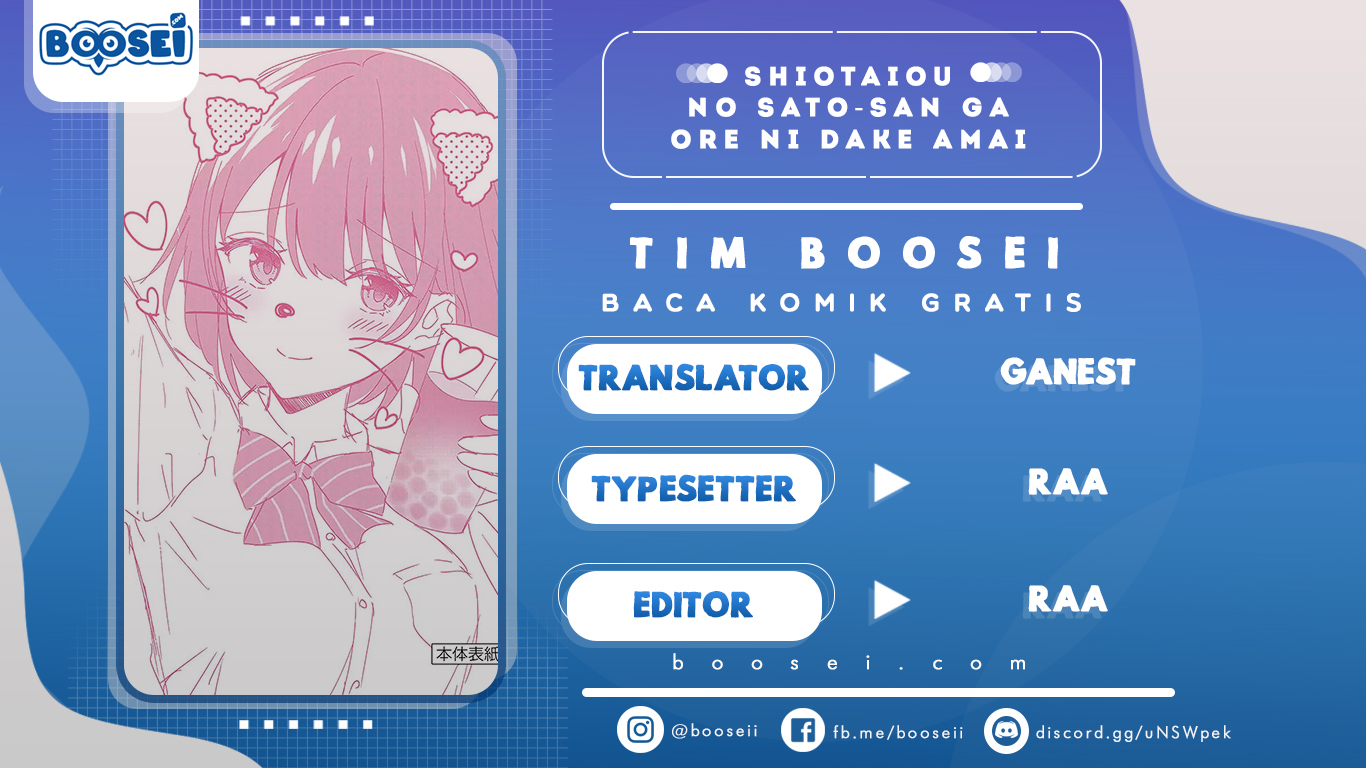 BOOSEI
.COM
SHIOTAIOU
NO SATO-SAN GA
ORE NI DAKE AMAI
TIM BOOSEI
BACA KOMIK GRATIS
TRANSLATOR
GANEST
TYPESETTER
RAA
EDITOR
RAA
本体表紙
boosei.com
@booseii
fb.me/booseii
discord.gg/uNSWpek